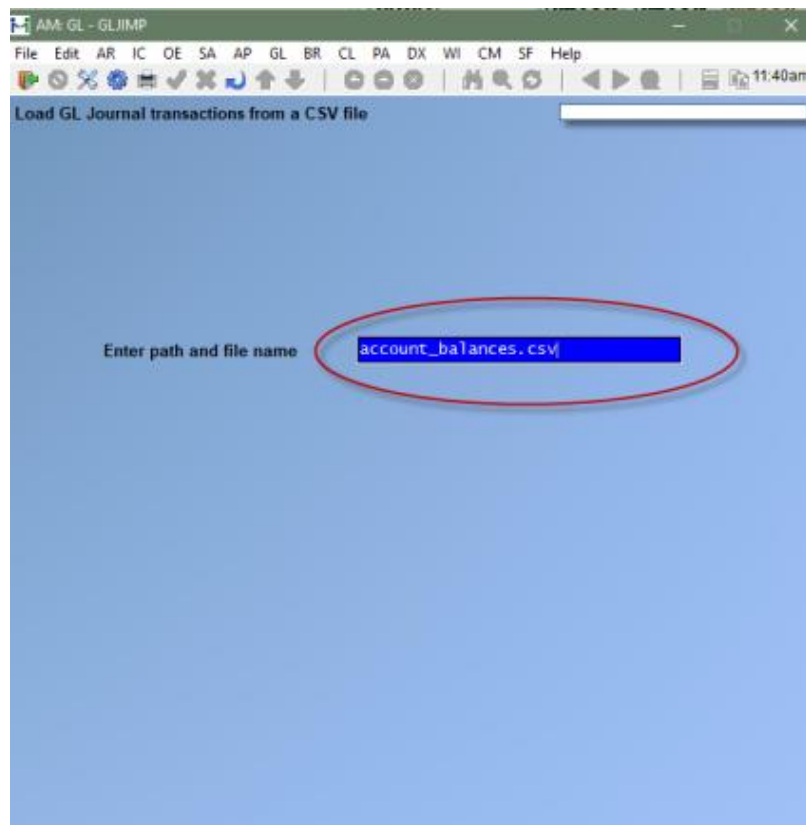 AM: GL - GLJIMP
File Edit AR IC OE SA AP GL BR CL PA DX WI CM SF Help
11:40am
Load GL Journal transactions from a CSV file
Enter path and file name account_balances.csv